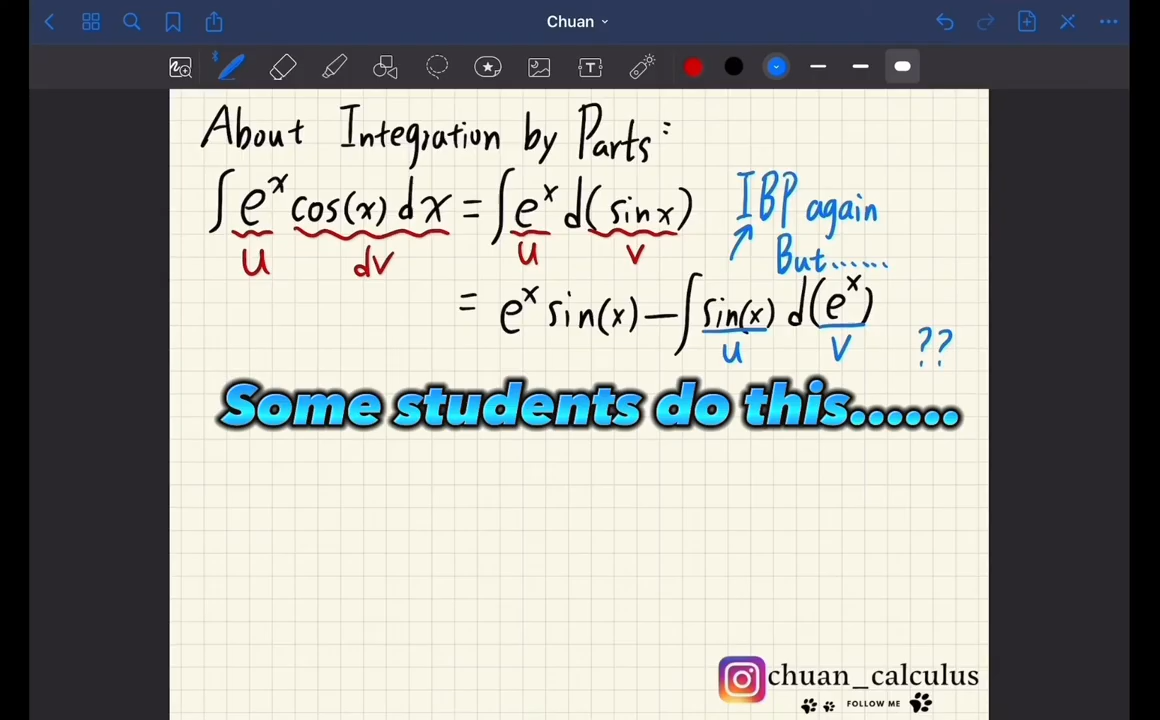 Chuan
About Integration by Parts:
∫ e^x cos(x) dx = ∫ e^x d(sinx) IBP again
u dv u v But......
= e^x sin(x) - ∫ sin(x) d(e^x)
u v ??
Some students do this......
chuan_calculus
FOLLOW ME